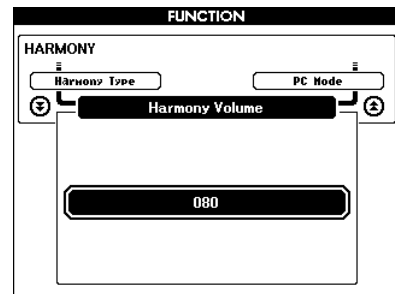 FUNCTION
HARMONY
Harmony Type
PC Mode
Harmony Volume
080